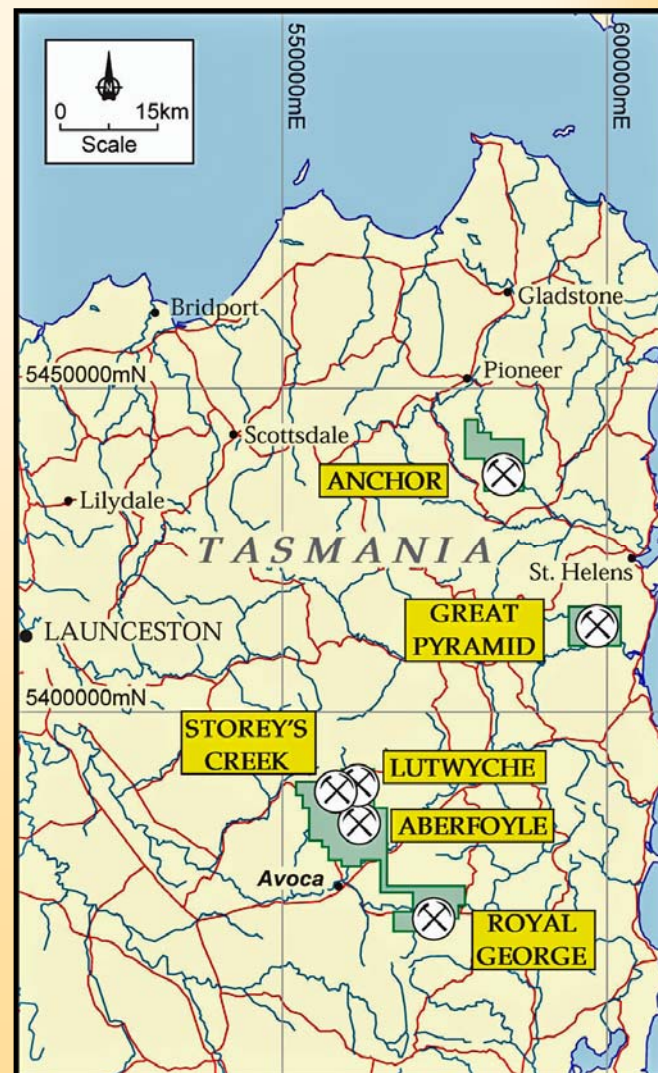 N
0 15km
Scale
550000mE
600000mE
Gladstone
Bridport
Pioneer
5450000mN
Scottsdale
ANCHOR
Lilydale
TASMANIA
St. Helens
GREAT
PYRAMID
LAUNCESTON
5400000mN
STOREY'S
CREEK
LUTWYCHE
ABERFOYLE
Avoca
ROYAL
GEORGE